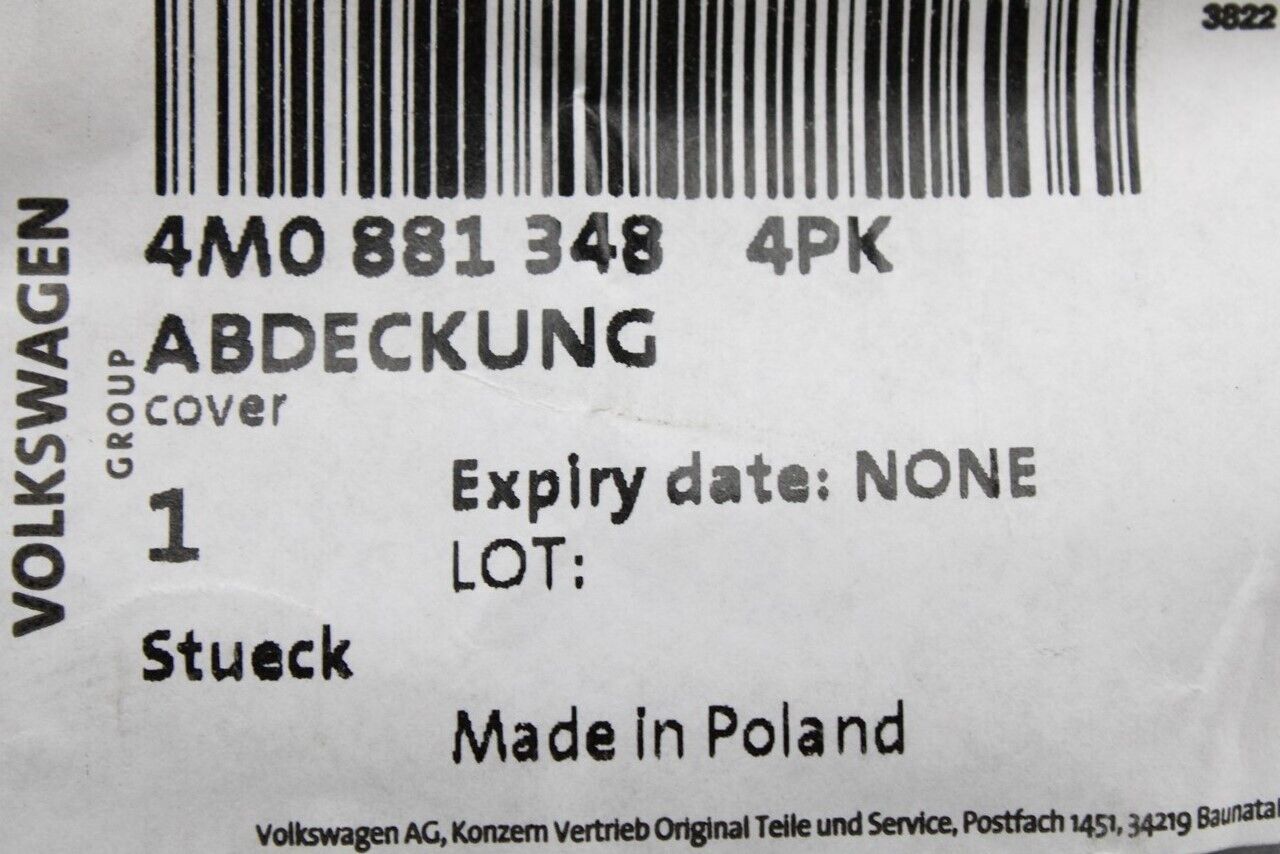 3822
4M0 881 348 4PK
ABDECKUNG
cover
1
Expiry date: NONE
LOT:
Stueck
Made in Poland
VOLKSWAGEN
GROUP
Volkswagen AG, Konzern Vertrieb Original Teile und Service, Postfach 1451, 34219 Baunatal